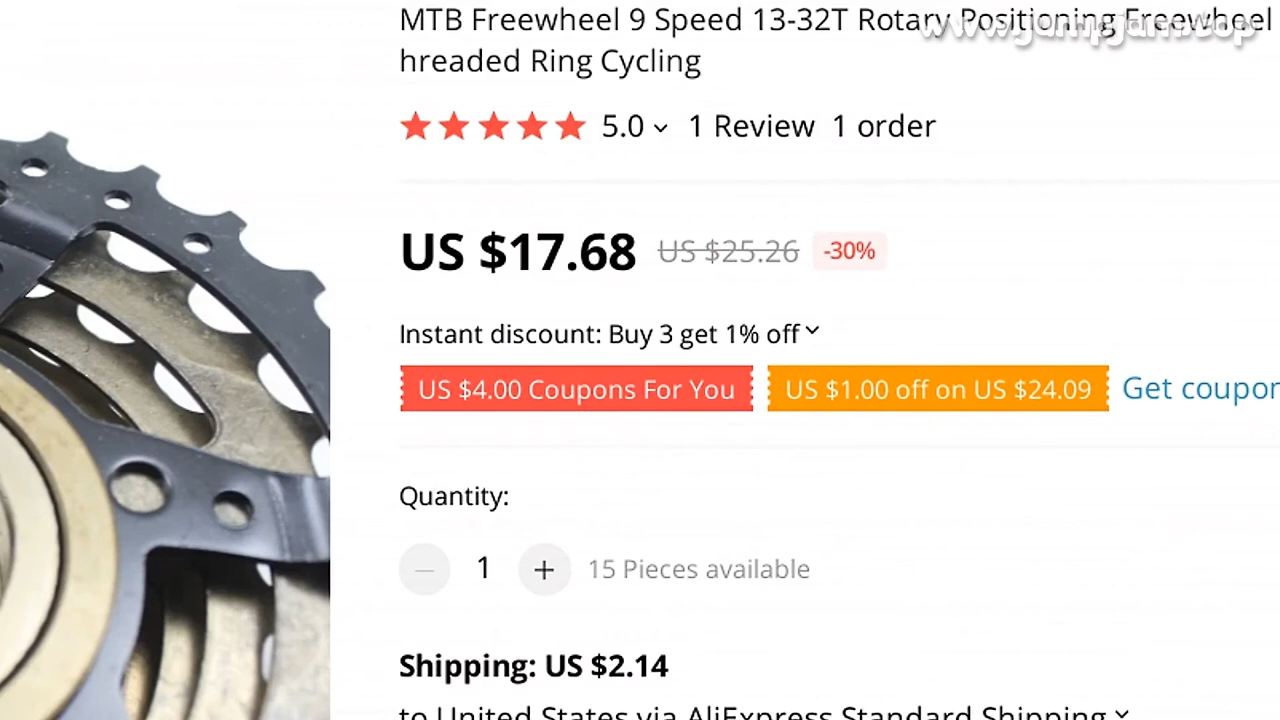 MTB Freewheel 9 Speed 13-32T Rotary Positioning Freewheel
hreaded Ring Cycling
www.jampjam.top
5.0 1 Review 1 order
US $17.68 US $25.26 -30%
Instant discount: Buy 3 get 1% off
US $4.00 Coupons For You US $1.00 off on US $24.09 Get coupon
Quantity:
1 + 15 Pieces available
Shipping: US $2.14
to United States via AliExpress Standard Shipping